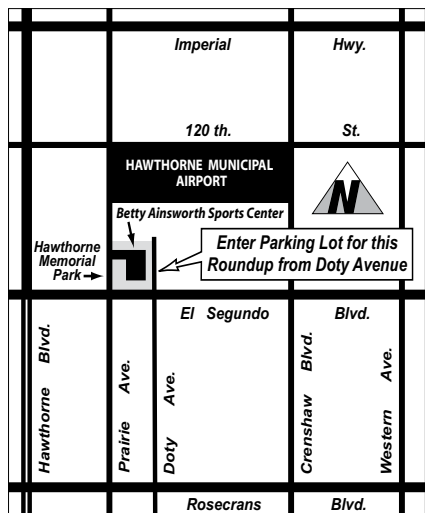 Imperial Hwy.
120 th. St.
HAWTHORNE MUNICIPAL
AIRPORT
N
Betty Ainsworth Sports Center
Hawthorne
Memorial
Park
Enter Parking Lot for this
Roundup from Doty Avenue
El Segundo Blvd.
Hawthorne Blvd.
Prairie Ave.
Doty Ave.
Crenshaw Blvd.
Western Ave.
Rosecrans Blvd.